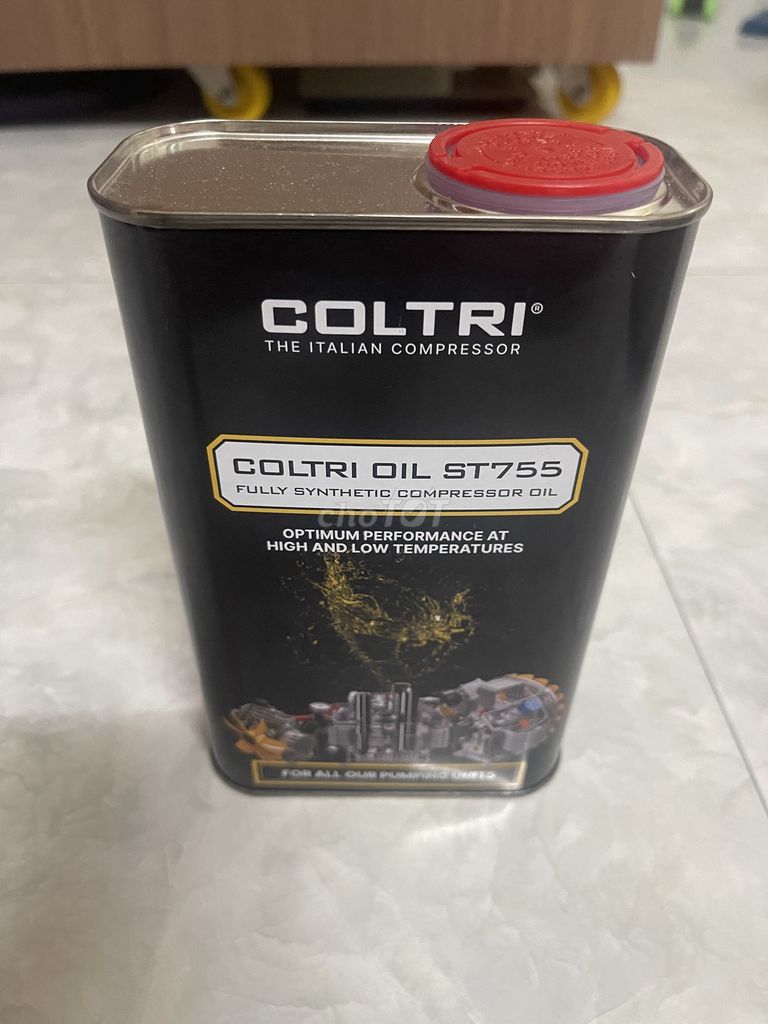 COLTRI®
THE ITALIAN COMPRESSOR
COLTRI OIL ST755
FULLY SYNTHETIC COMPRESSOR OIL
choTOT
OPTIMUM PERFORMANCE AT
HIGH AND LOW TEMPERATURES
FOR ALL OUR PUMPING UNITS